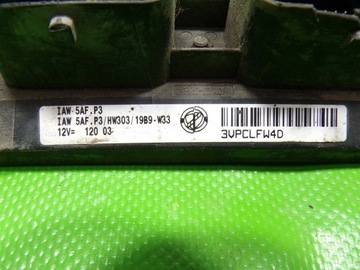 IAW 5AF.P3
IAW 5AF.P3/HW303/19B9-W33
12V= 120 03
3VPCLFW4D